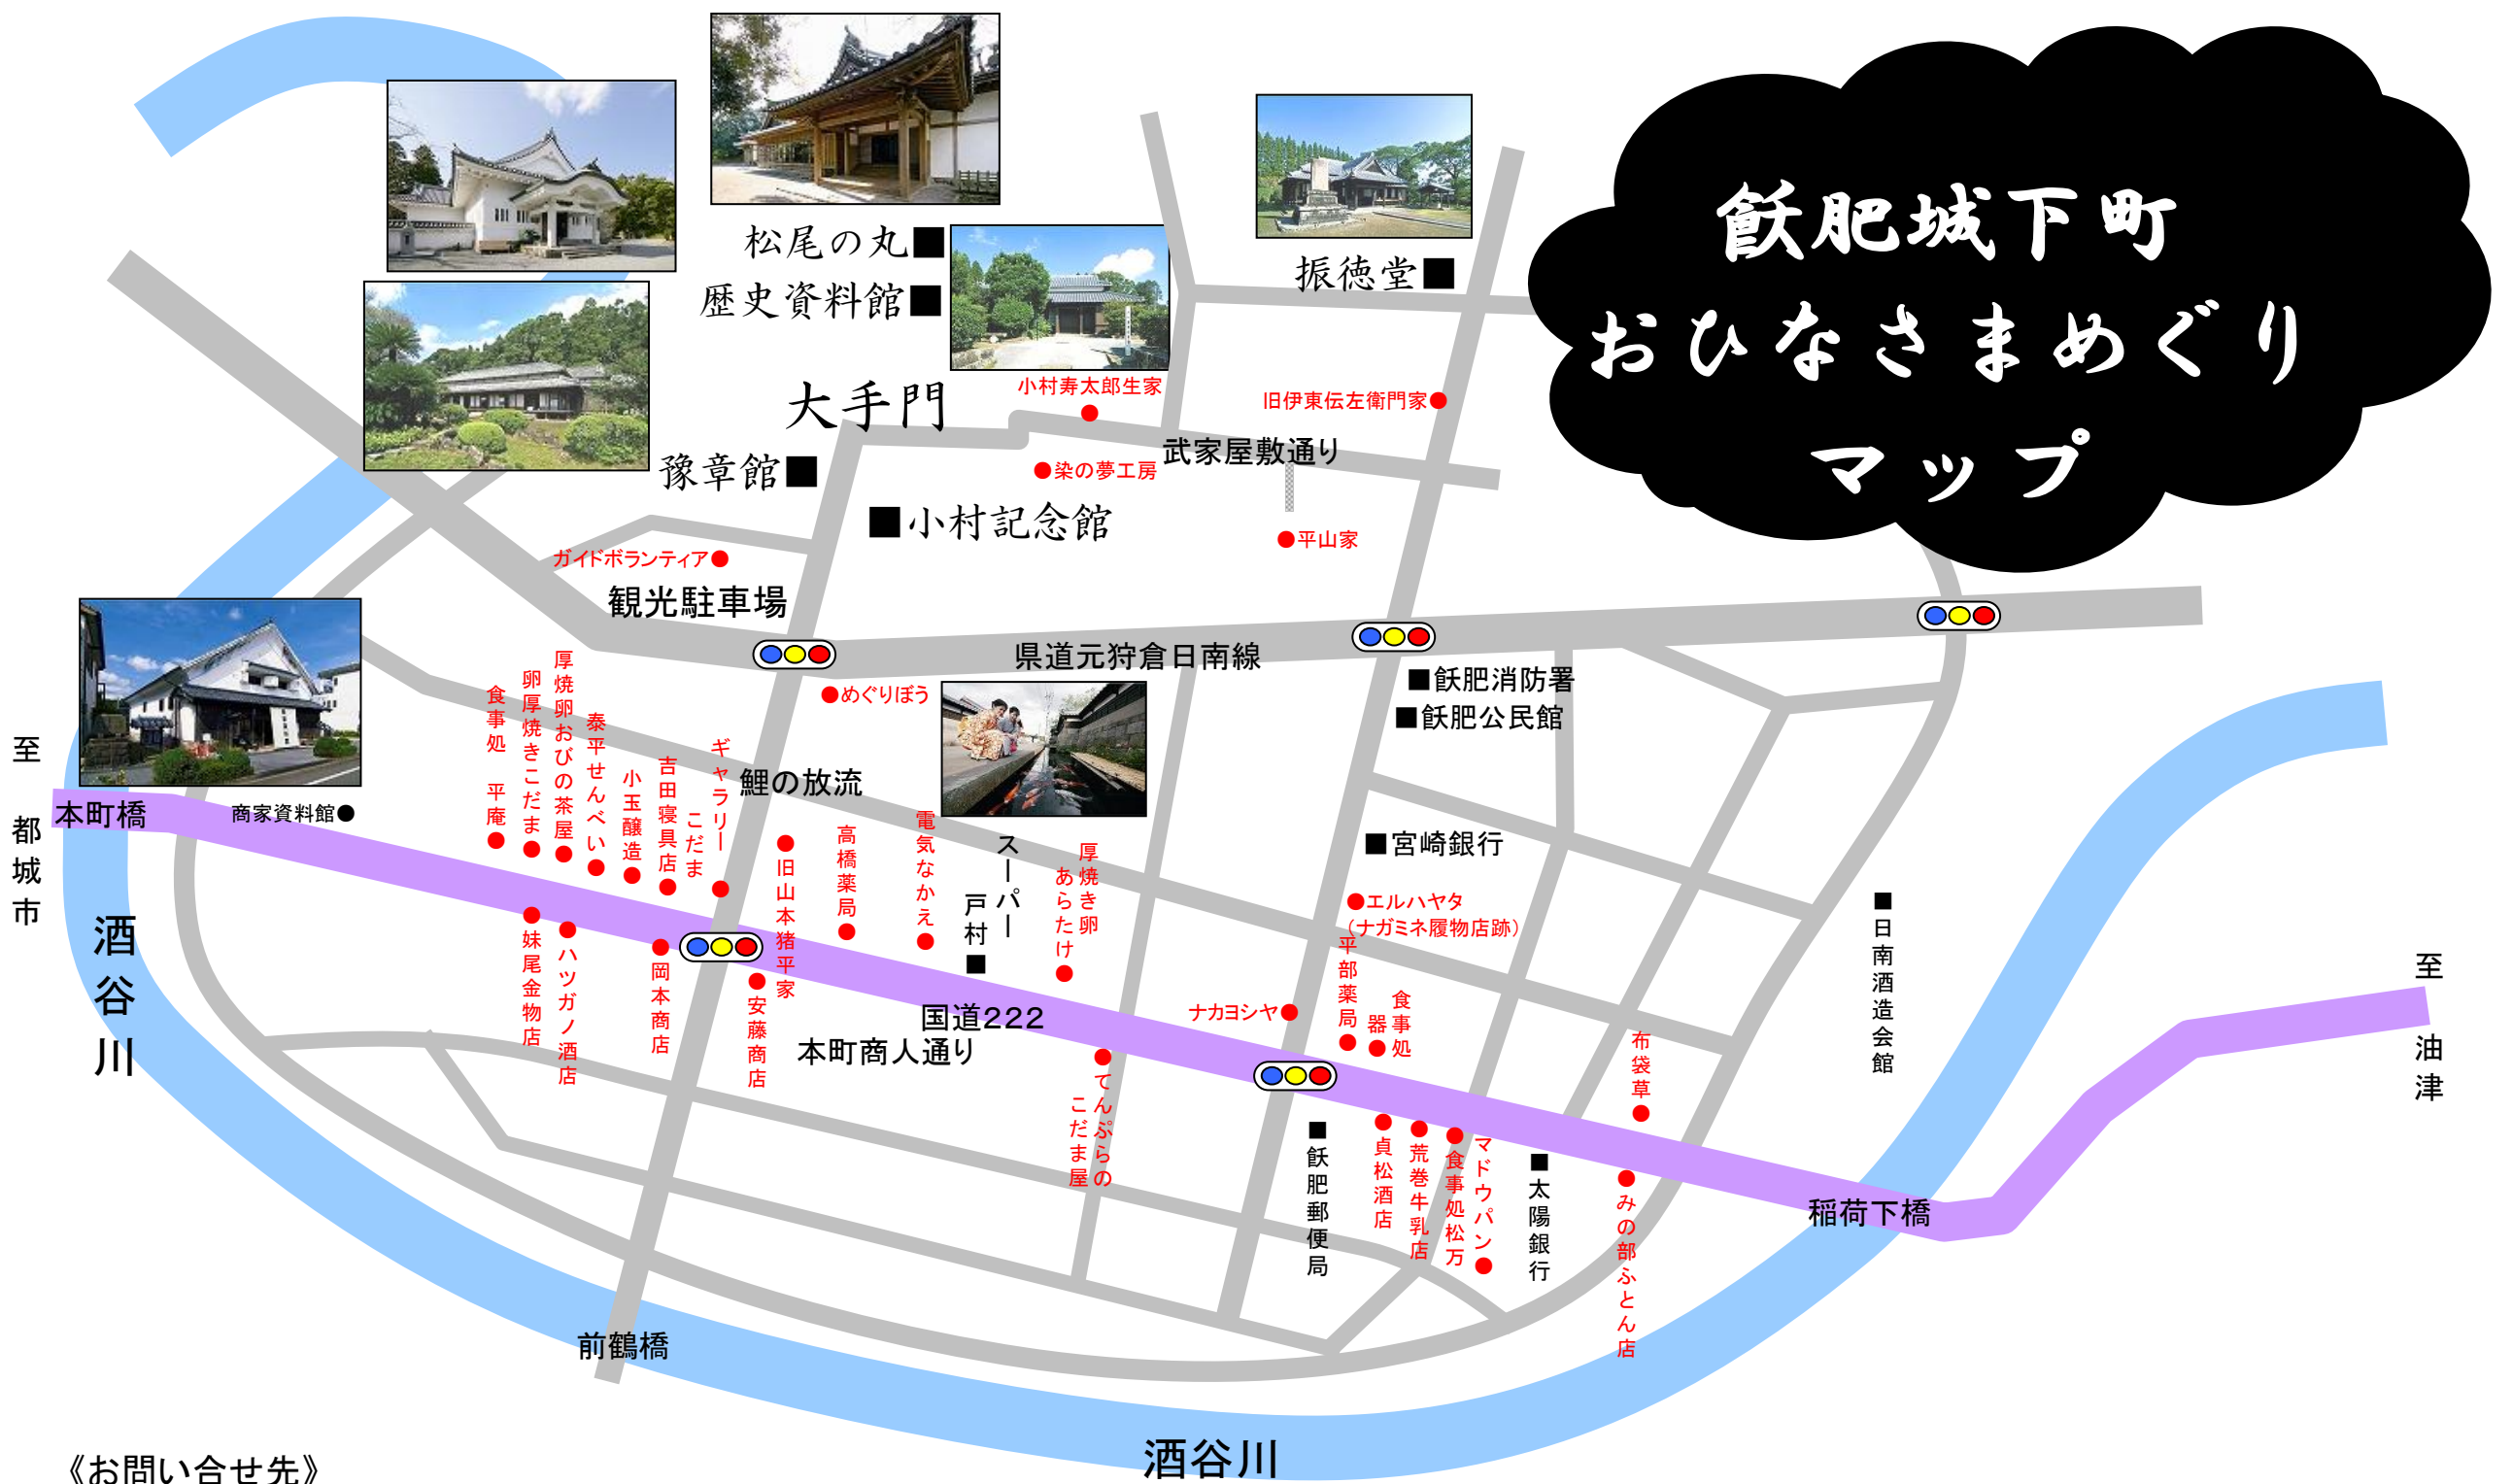 飫肥城下町
おひなさまめぐり
マップ
松尾の丸■
歴史資料館■
振徳堂■
大手門
小村寿太郎生家
旧伊東伝左衛門家●
武家屋敷通り
豫章館■
●染の夢工房
■小村記念館
●平山家
ガイドボランティア●
観光駐車場
県道元狩倉日南線
●めぐりぼう
■飫肥消防署
■飫肥公民館
鯉の放流
至 都城市
本町橋
商家資料館●
食事処 平庵●
卵厚焼きこだま●
厚焼卵おびの茶屋●
泰平せんべい●
小玉醸造●
吉田寝具店●
ギャラリー
こだま
●旧山本猪平家
高橋薬局●
電気なかえ●
スーパー
戸村■
厚焼き卵
あらたけ●
■宮崎銀行
●エルハヤタ
(ナガミネ履物店跡)
平部薬局●
食事処
器●
ナカヨシヤ●
■日南酒造会館
至 油津
酒谷川
●妹尾金物店
●ハツガノ酒店
●岡本商店
●安藤商店
国道222
本町商人通り
●てんぷらの
こだま屋
■飫肥郵便局
●貞松酒店
●荒巻牛乳店
●食事処松万
マドウパン●
■太陽銀行
布袋草●
●みの部ふとん店
稲荷下橋
前鶴橋
酒谷川
《お問い合せ先》